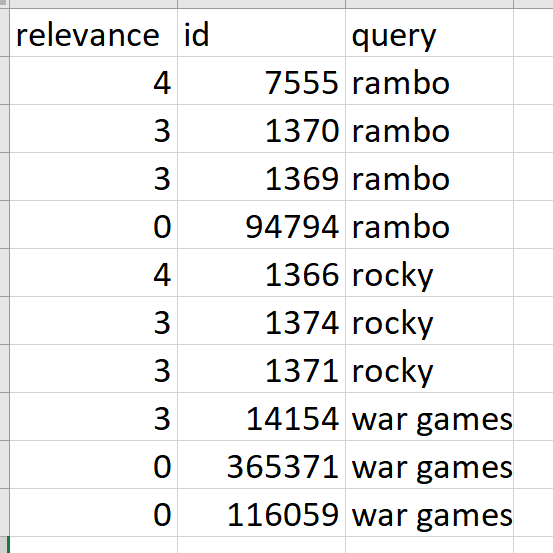 relevance id query
4 7555 rambo
3 1370 rambo
3 1369 rambo
0 94794 rambo
4 1366 rocky
3 1374 rocky
3 1371 rocky
3 14154 war games
0 365371 war games
0 116059 war games